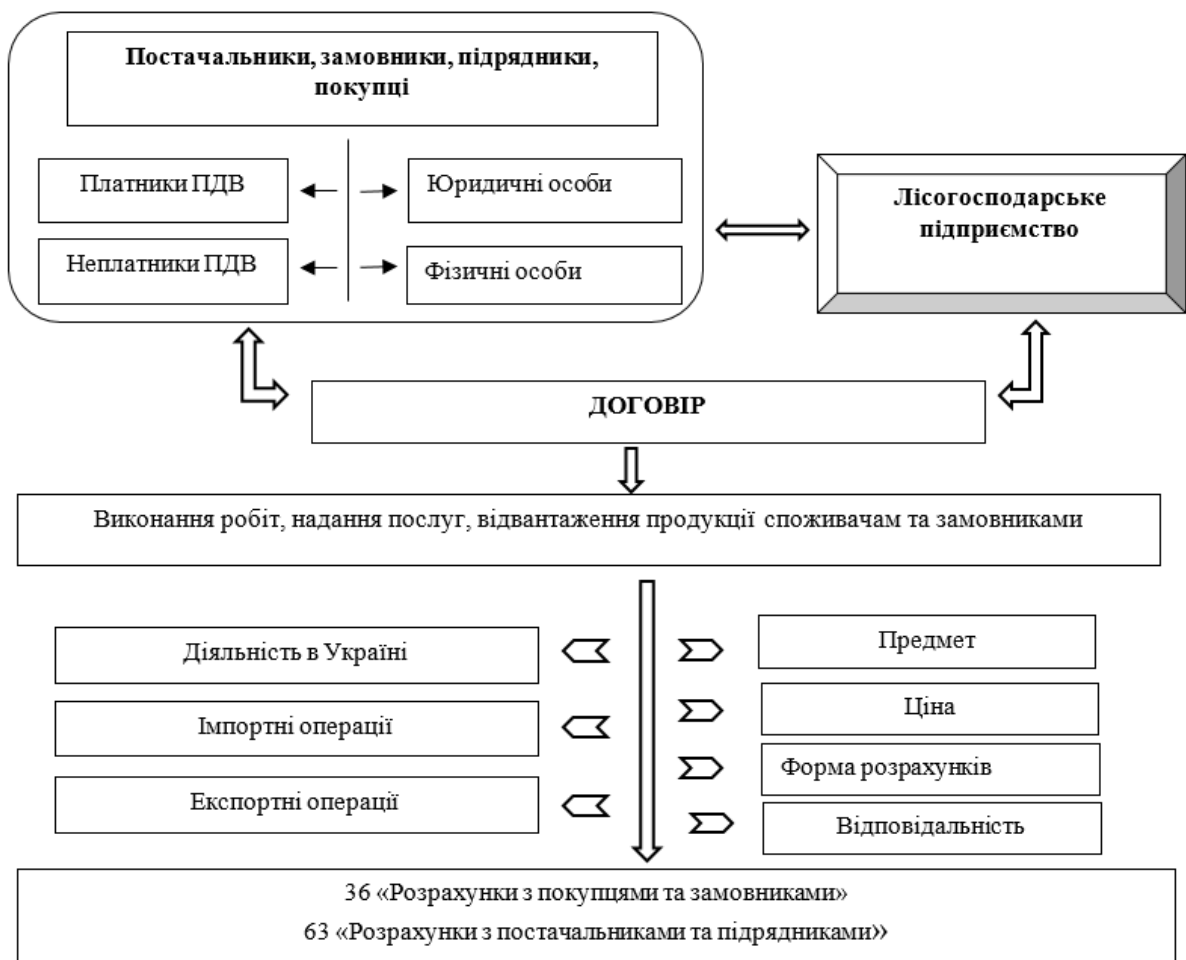 Постачальники, замовники, підрядники,
покупці
Платники ПДВ
Юридичні особи
Неплатники ПДВ
Фізичні особи
Лісогосподарське
підприємство
ДОГОВІР
Виконання робіт, надання послуг, відвантаження продукції споживачам та замовниками
Діяльність в Україні
Предмет
Імпортні операції
Ціна
Форма розрахунків
Експортні операції
Відповідальність
36 «Розрахунки з покупцями та замовниками»
63 «Розрахунки з постачальниками та підрядниками»